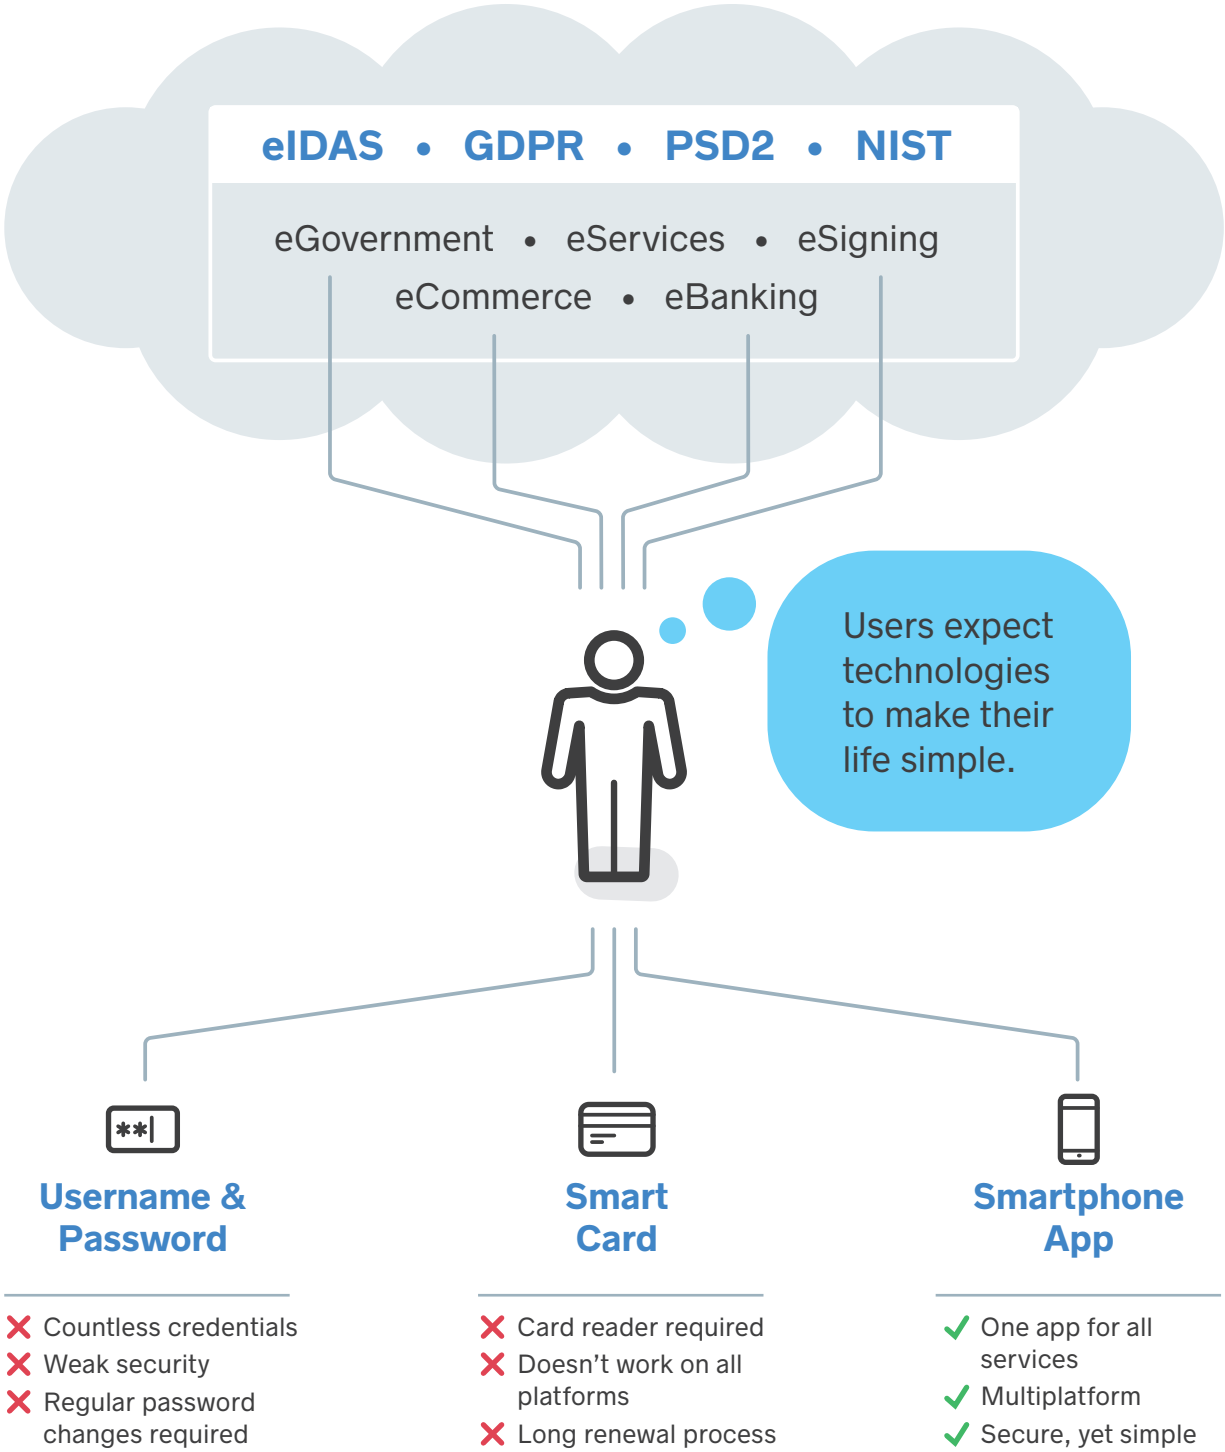 eIDAS • GDPR • PSD2 • NIST
eGovernment • eServices • eSigning
eCommerce • eBanking
Users expect
technologies
to make their
life simple.
**|
Username &
Password
Countless credentials
Weak security
Regular password
changes required
Smart
Card
Card reader required
Doesn't work on all
platforms
Long renewal process
Smartphone
App
One app for all
services
Multiplatform
Secure, yet simple